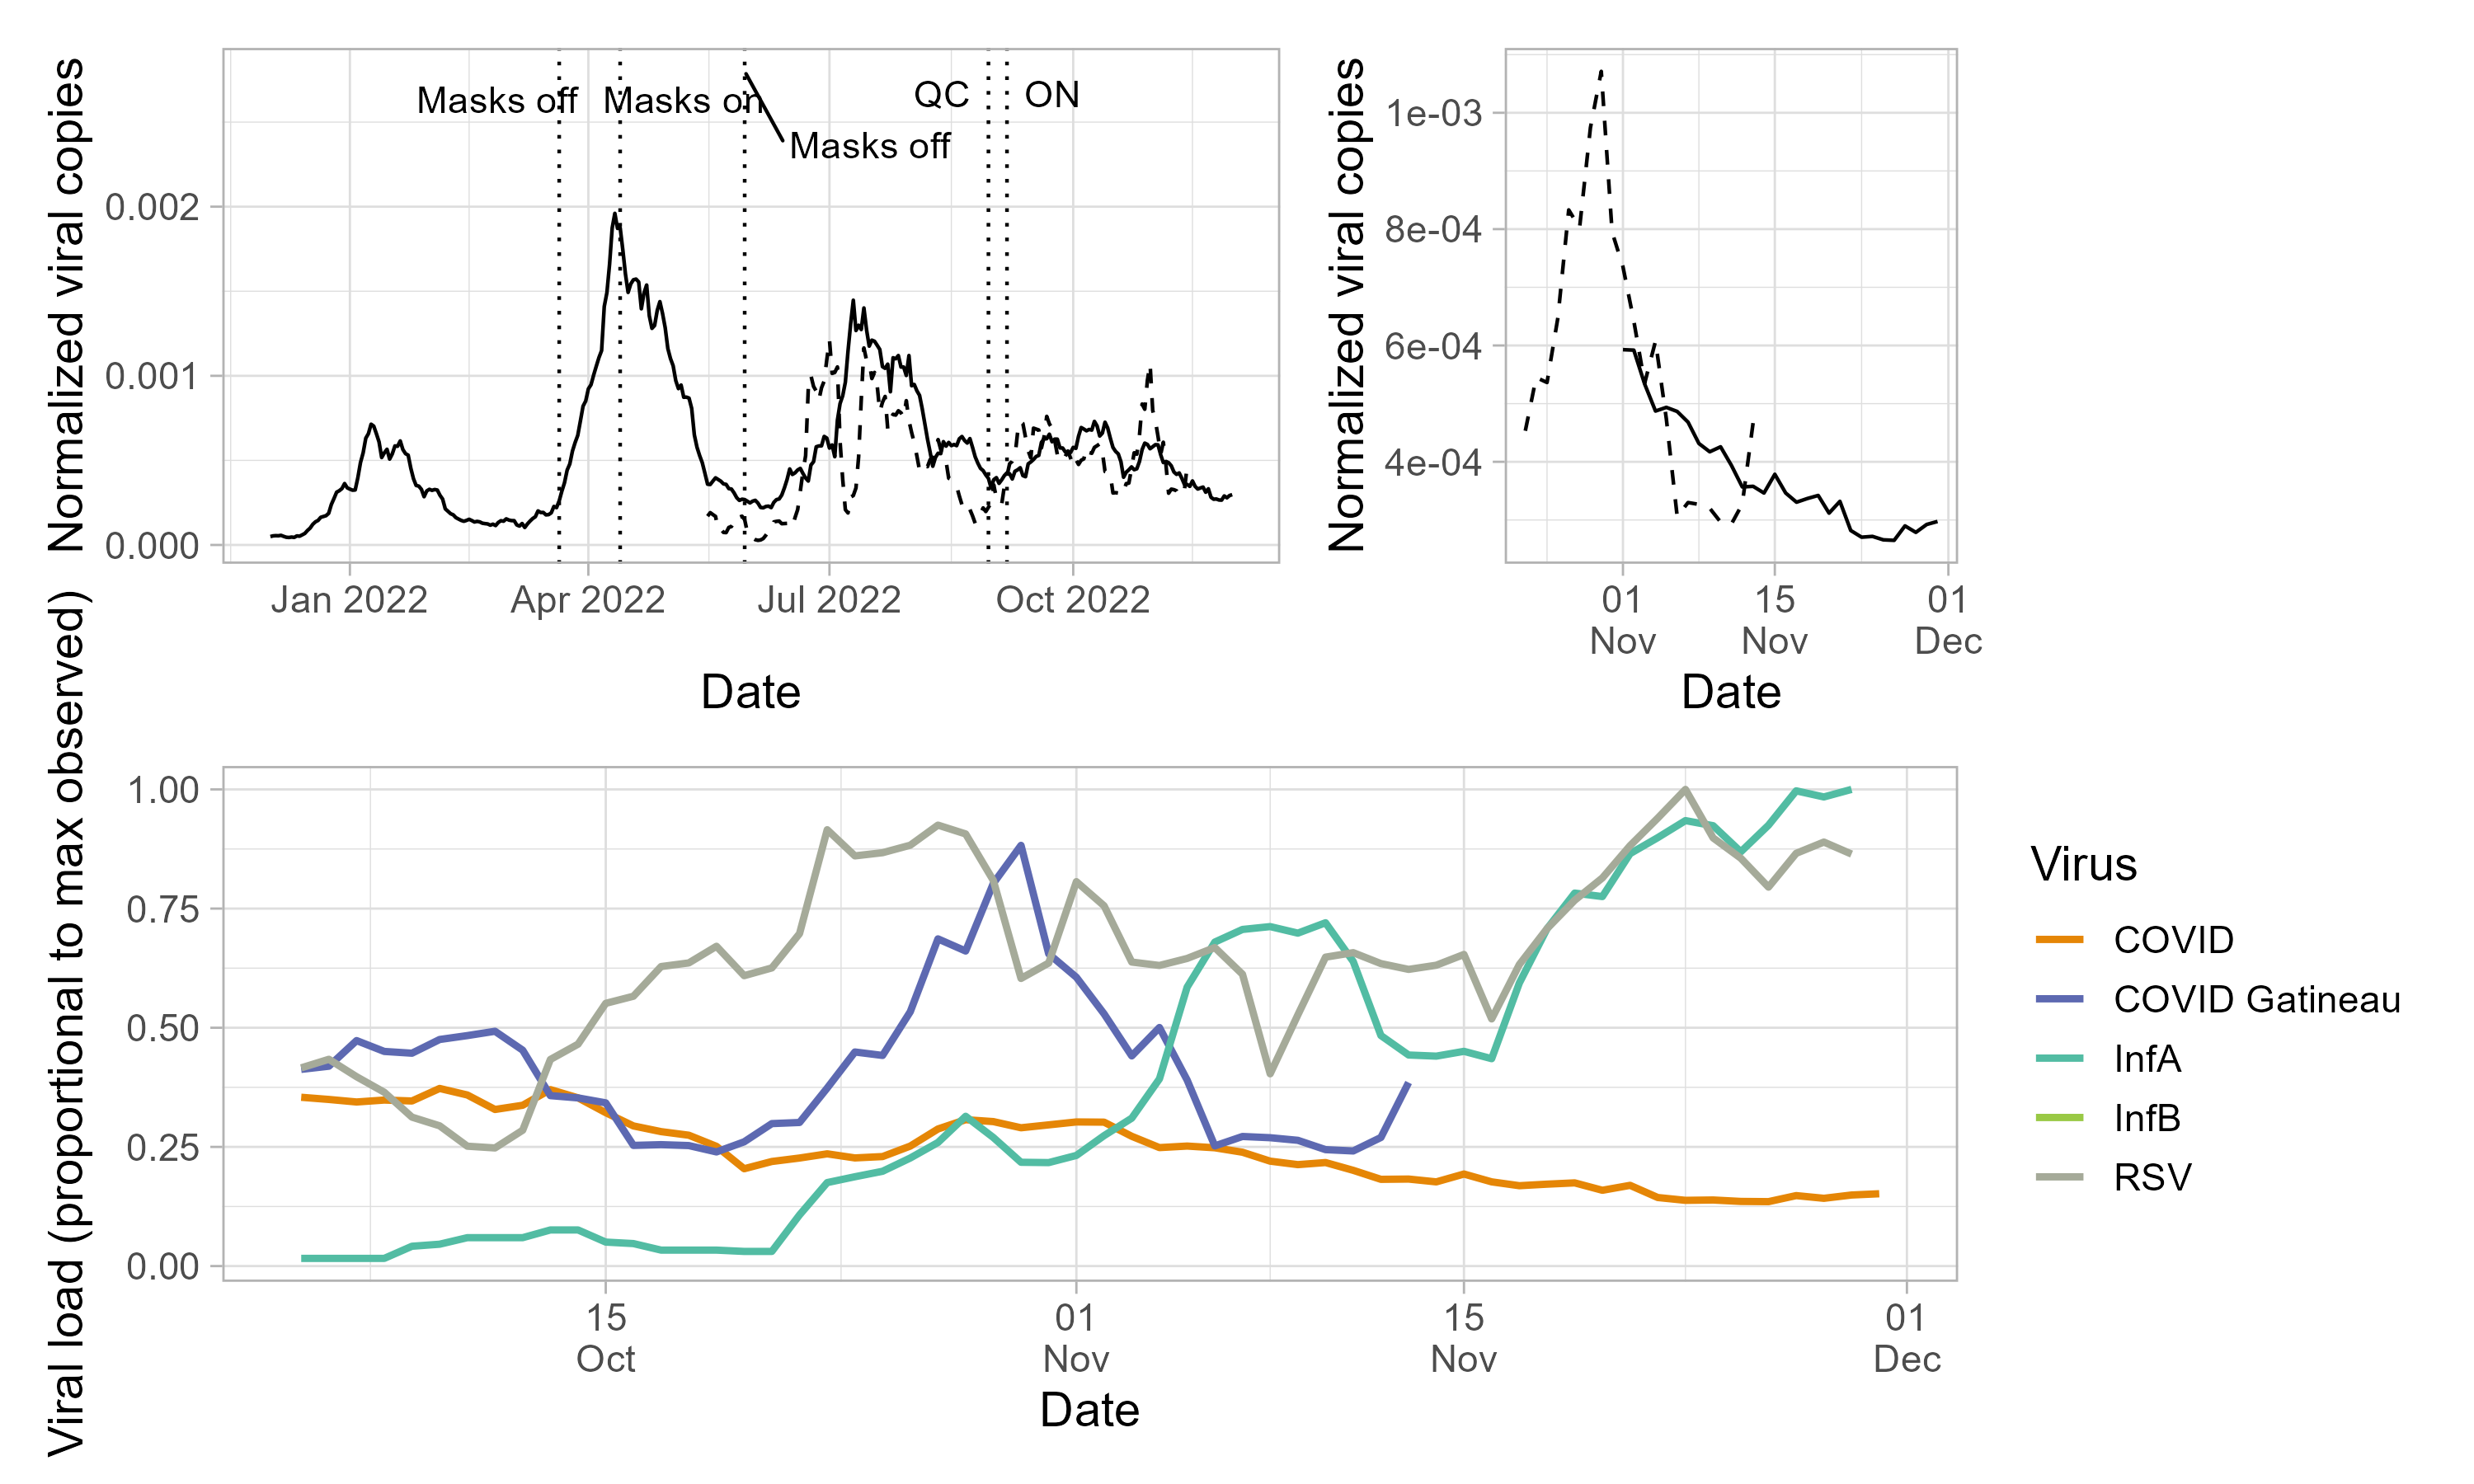 Normalized viral copies
0.002
0.001
0.000
Masks off
Masks on
Masks off
QC
ON
Jan 2022
Apr 2022
Jul 2022
Oct 2022
Date
Normalized viral copies
1e-03
8e-04
6e-04
4e-04
01
Nov
15
Nov
01
Dec
Date
Viral load (proportional to max observed)
1.00
0.75
0.50
0.25
0.00
15
Oct
01
Nov
15
Nov
01
Dec
Date
Virus
COVID
COVID Gatineau
InfA
InfB
RSV